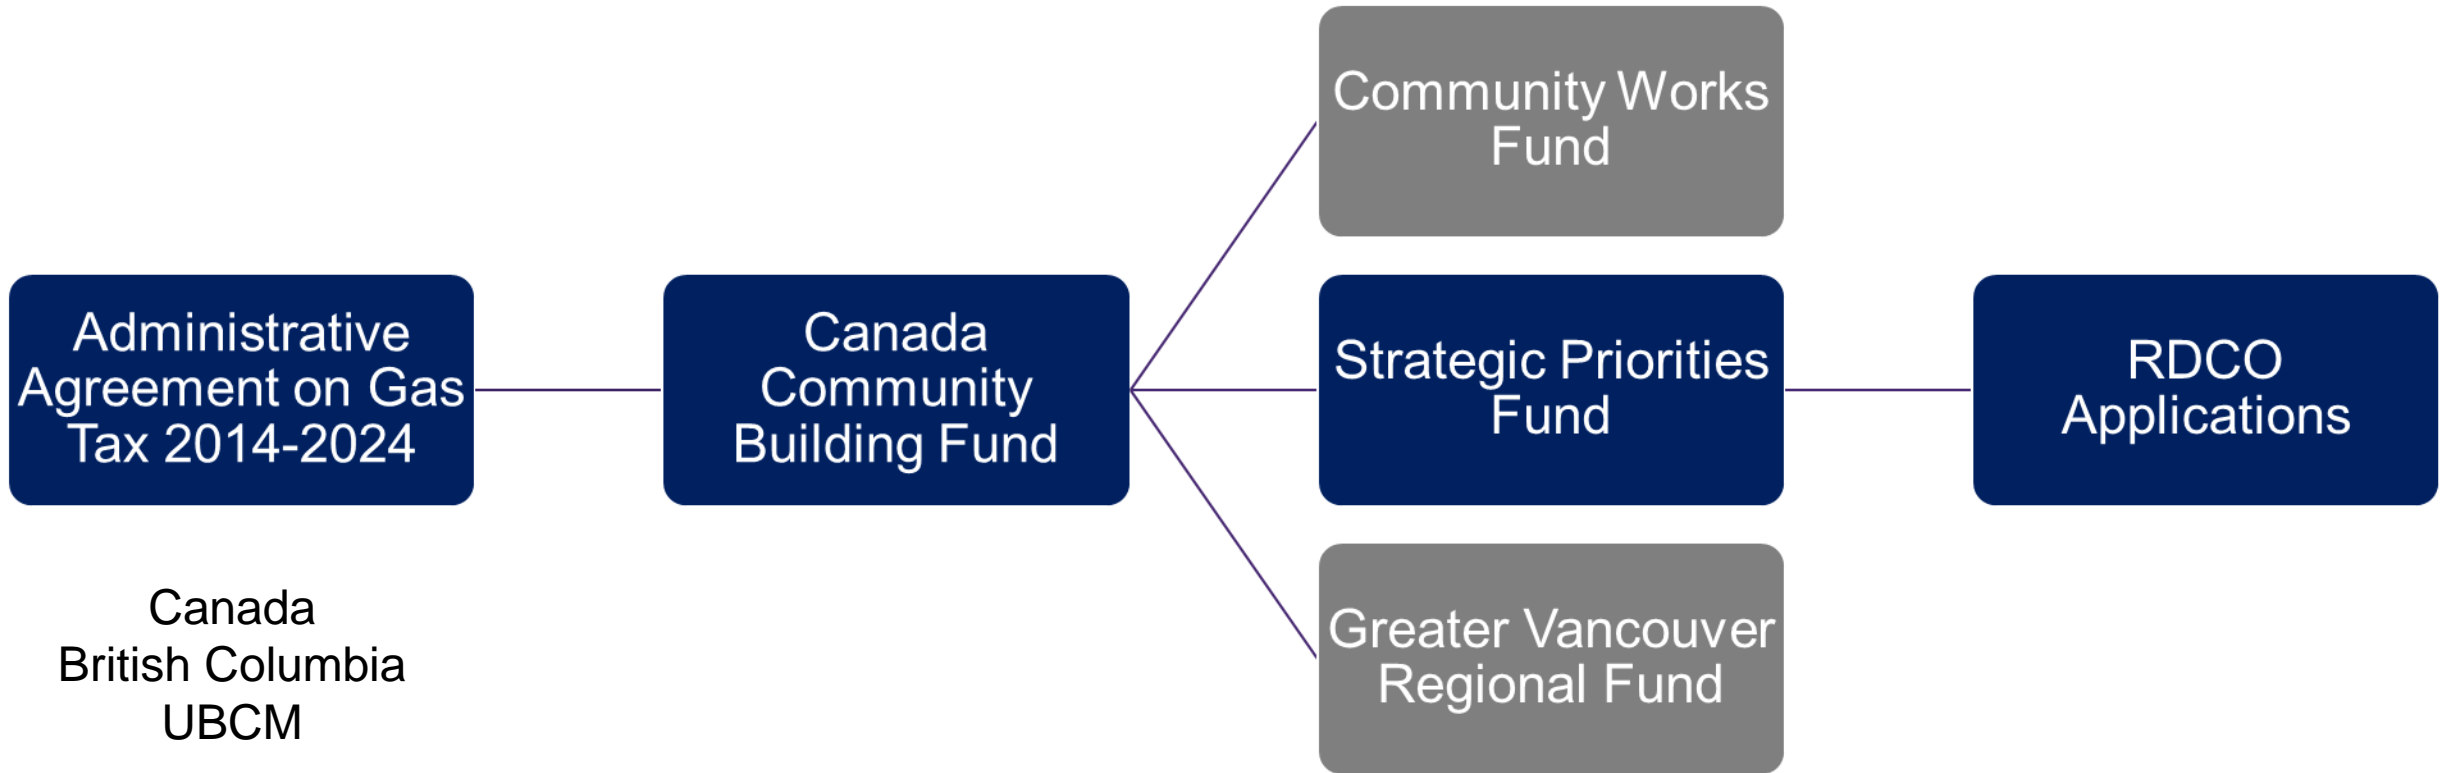 Administrative
Agreement on Gas
Tax 2014-2024
Canada
British Columbia
UBCM
Canada
Community
Building Fund
Community Works
Fund
Strategic Priorities
Fund
Greater Vancouver
Regional Fund
RDCO
Applications